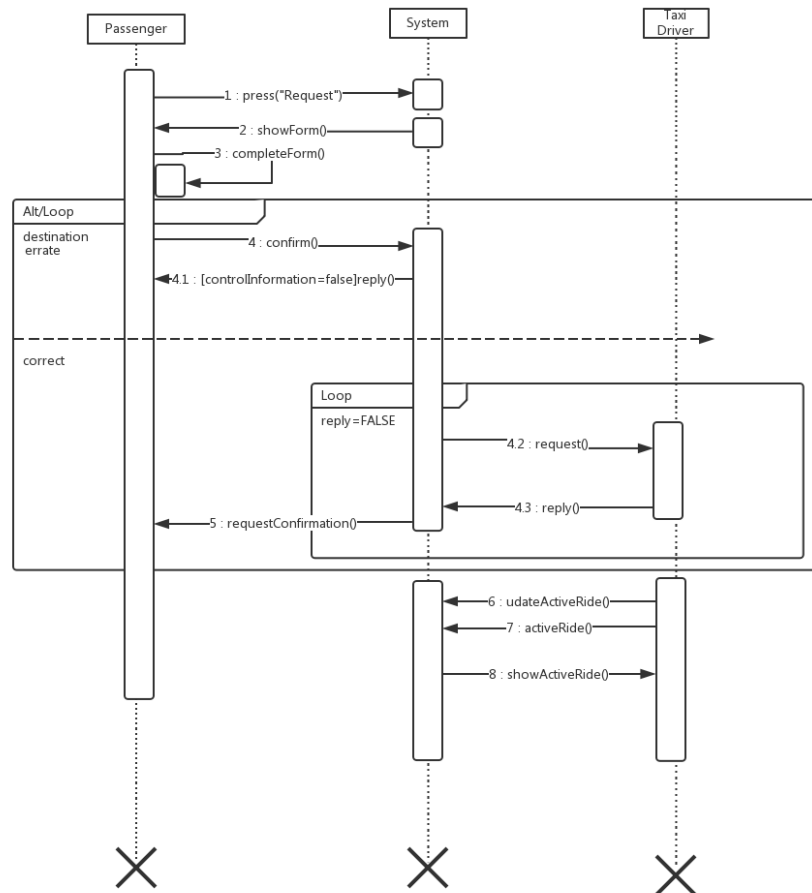 Passenger
System
Taxi
Driver
1 : press("Request")
2 : showForm()
3 : completeForm()
Alt/Loop
destination
errate
4 : confirm()
4.1 : [controlInformation=false]reply()
correct
Loop
reply=FALSE
4.2 : request()
4.3 : reply()
5 : requestConfirmation()
6 : udateActiveRide()
7 : activeRide()
8 : showActiveRide()